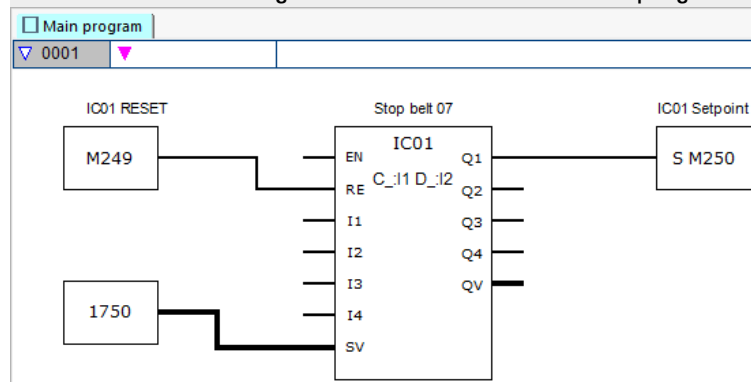 Main program
0001
IC01 RESET
Stop belt 07
IC01 Setpoint
M249
IC01
S M250
EN
Q1
C_:I1 D_:I2
RE
Q2
I1
Q3
I2
Q4
I3
QV
1750
I4
SV